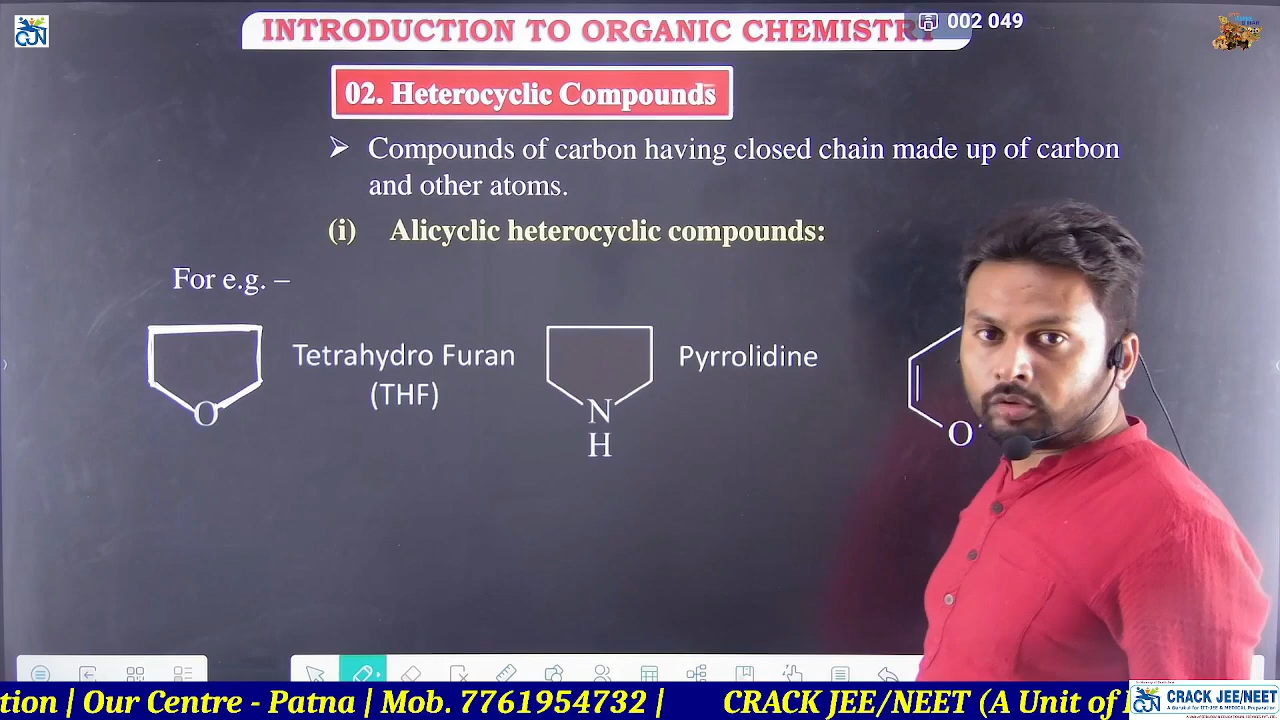 INTRODUCTION TO ORGANIC CHEMISTRY
002 049
02. Heterocyclic Compounds
➢ Compounds of carbon having closed chain made up of carbon
and other atoms.
(i) Alicyclic heterocyclic compounds:
For e.g. –
Tetrahydro Furan
(THF)
O
Pyrrolidine
N
H
O
tion | Our Centre - Patna | Mob. 7761954732 | CRACK JEE/NEET (A Unit of
CRACK JEE/NEET